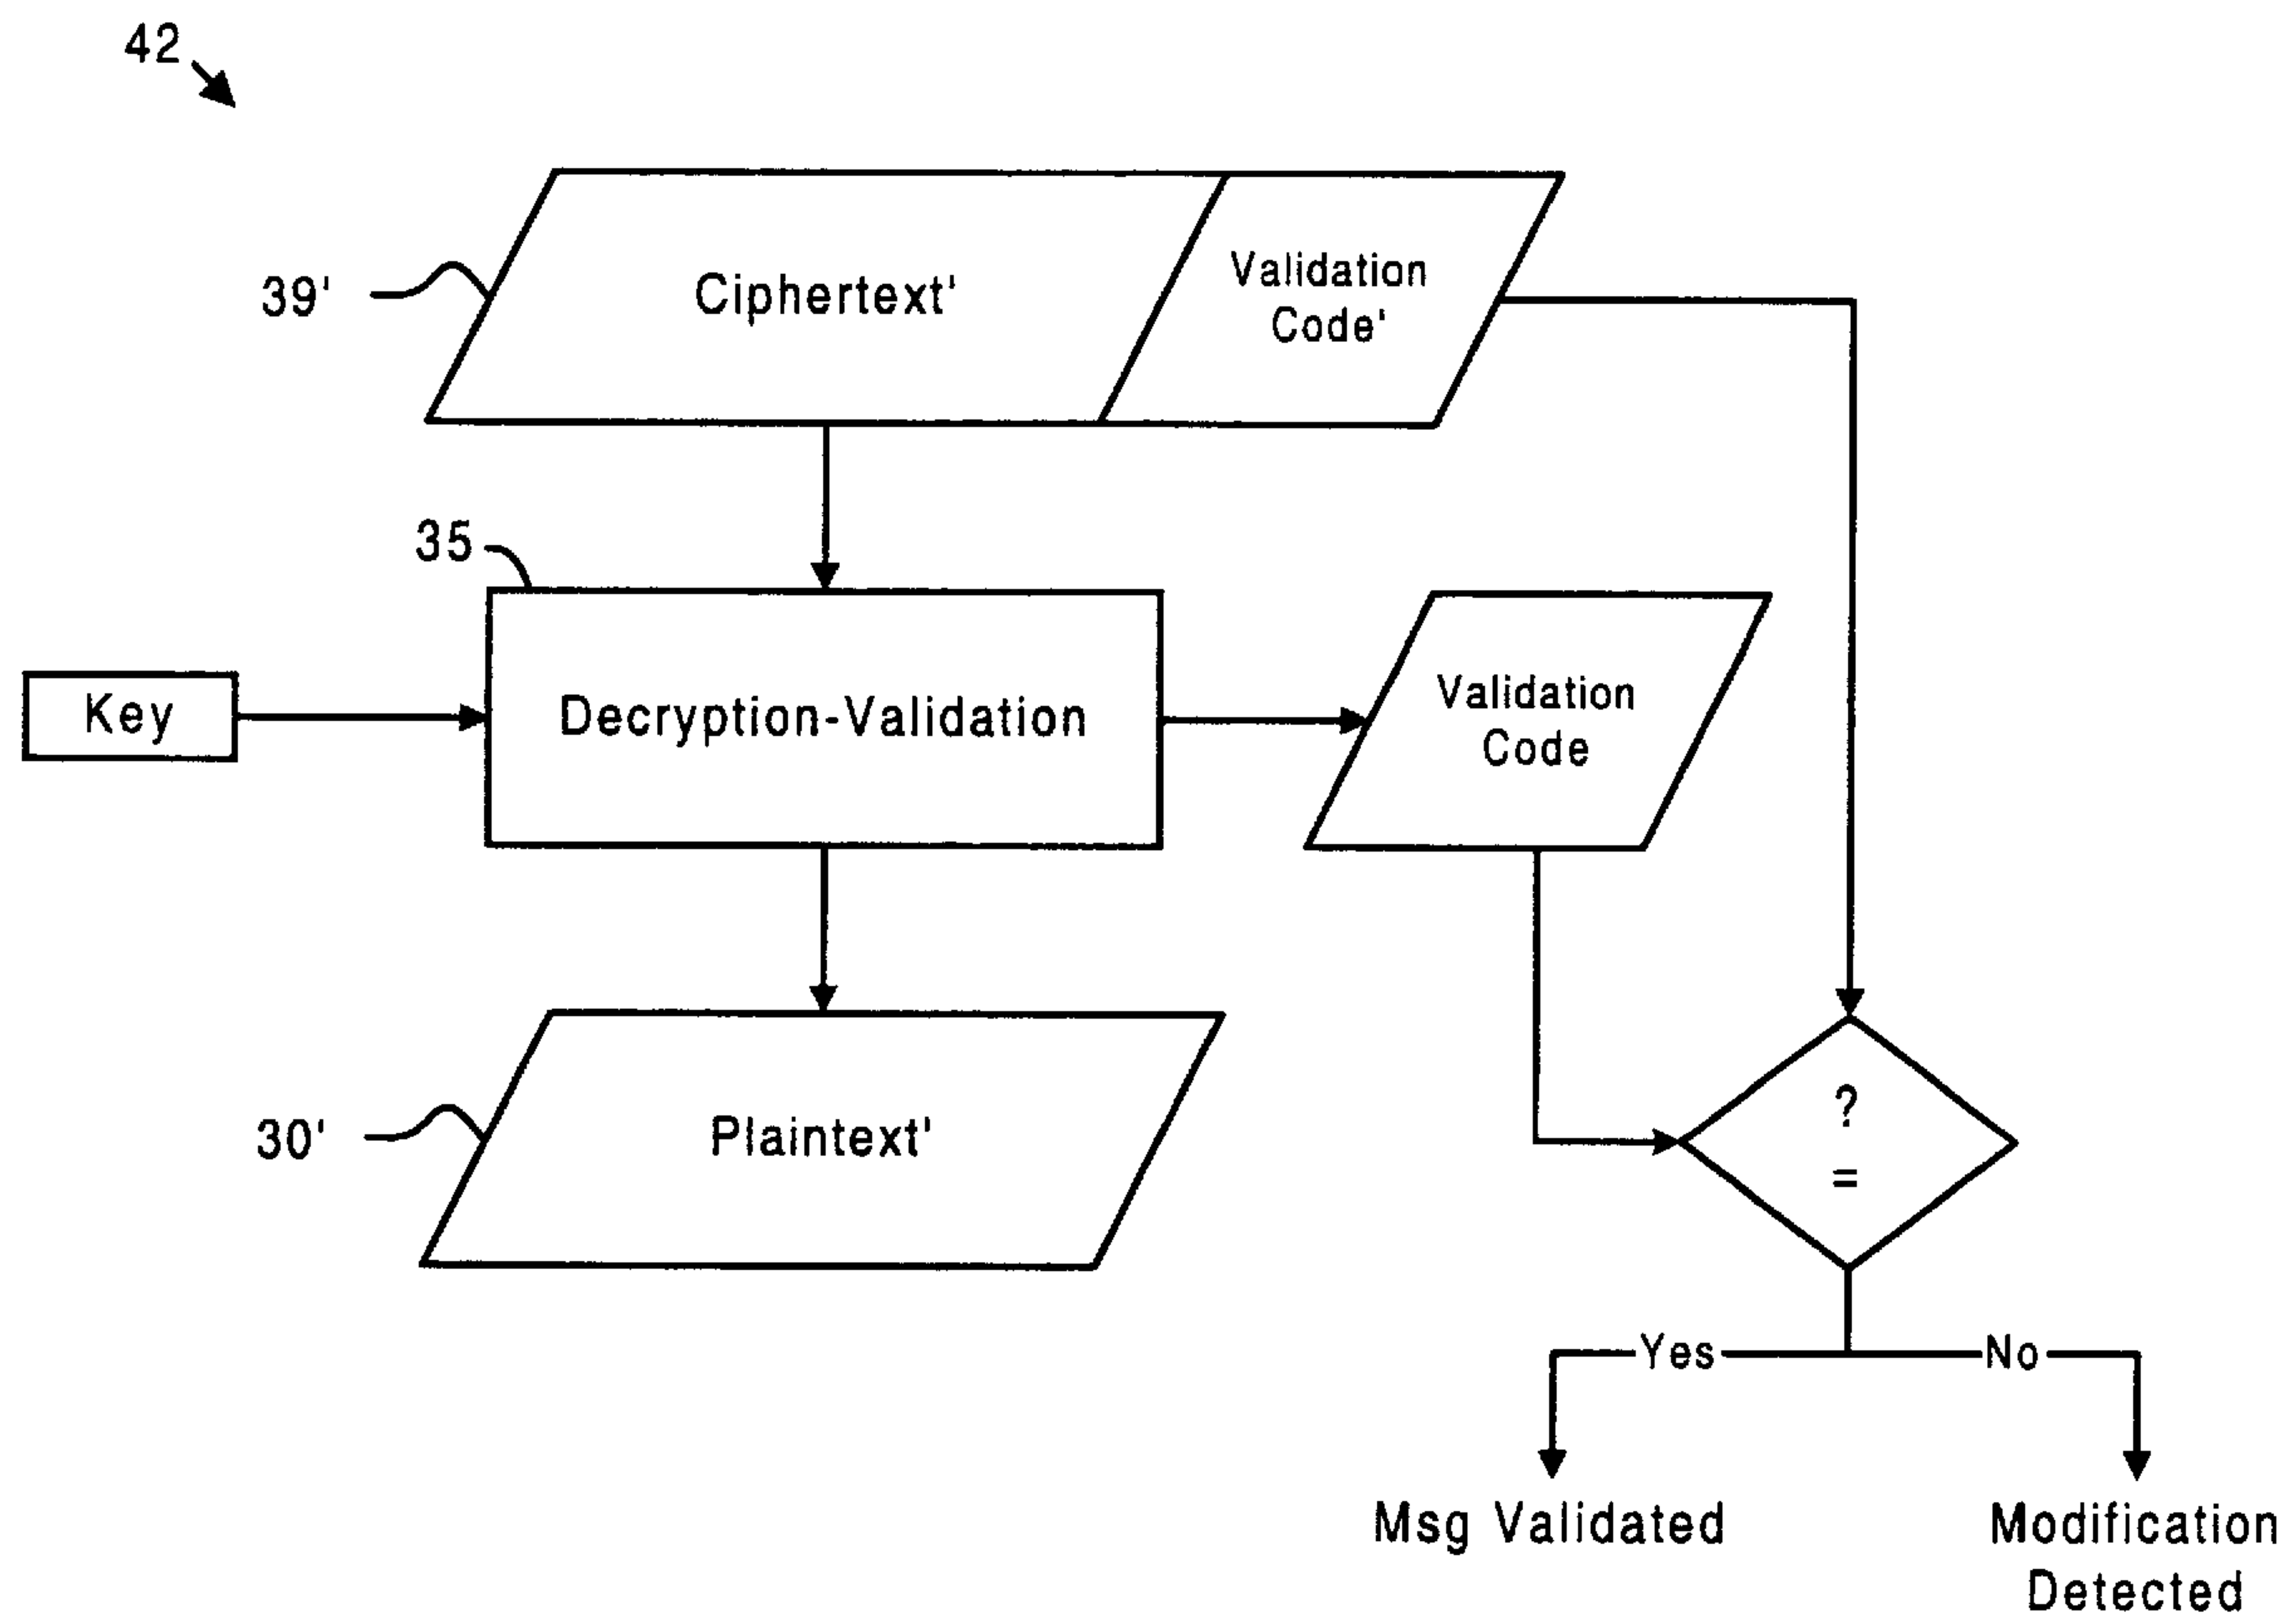 42
39'
Ciphertext'
Validation
Code'
35
Key
Decryption-Validation
Validation
Code
30'
Plaintext'
?
=
Yes
No
Msg Validated
Modification
Detected